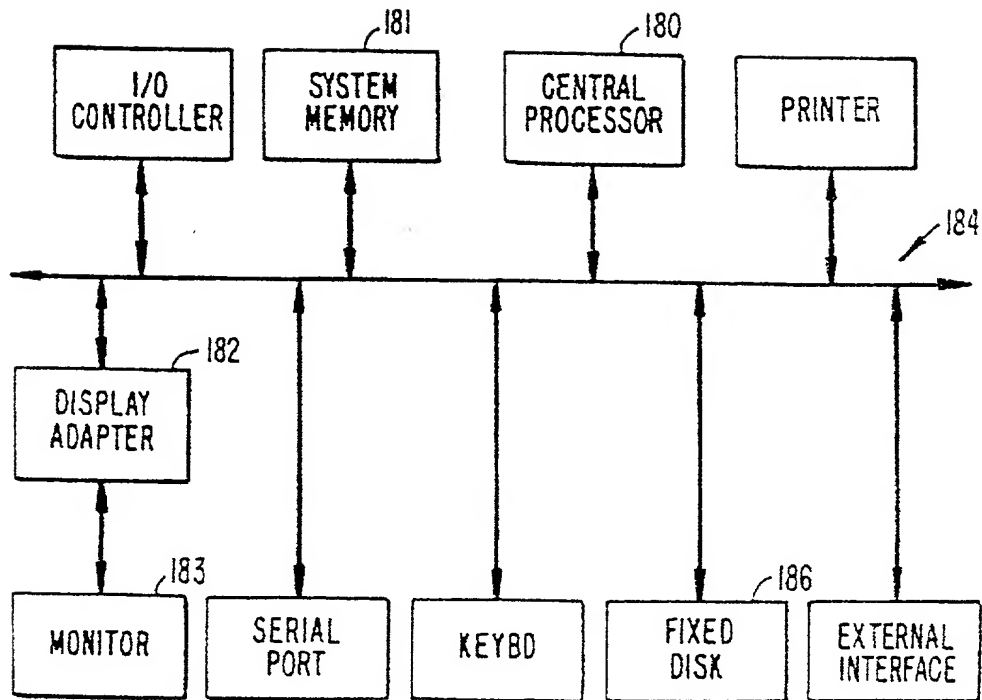 181
180
I/O
CONTROLLER
SYSTEM
MEMORY
CENTRAL
PROCESSOR
PRINTER
184
182
DISPLAY
ADAPTER
183
186
MONITOR
SERIAL
PORT
KEYBD
FIXED
DISK
EXTERNAL
INTERFACE